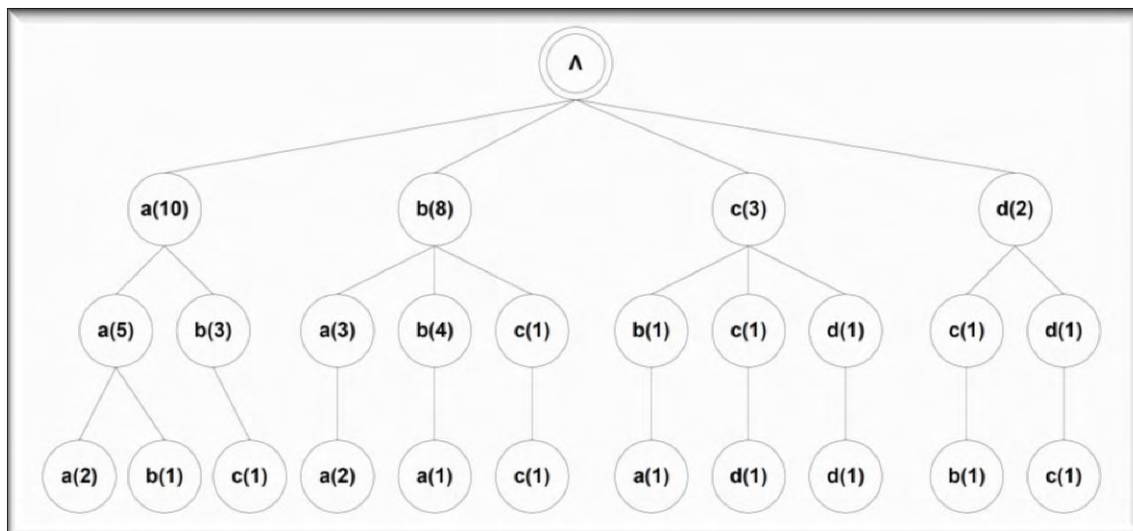 Λ
a(10) b(8) c(3) d(2)
a(5) b(3) a(3) b(4) c(1) b(1) c(1) d(1) c(1) d(1)
a(2) b(1) c(1) a(2) a(1) c(1) a(1) d(1) d(1) b(1) c(1)